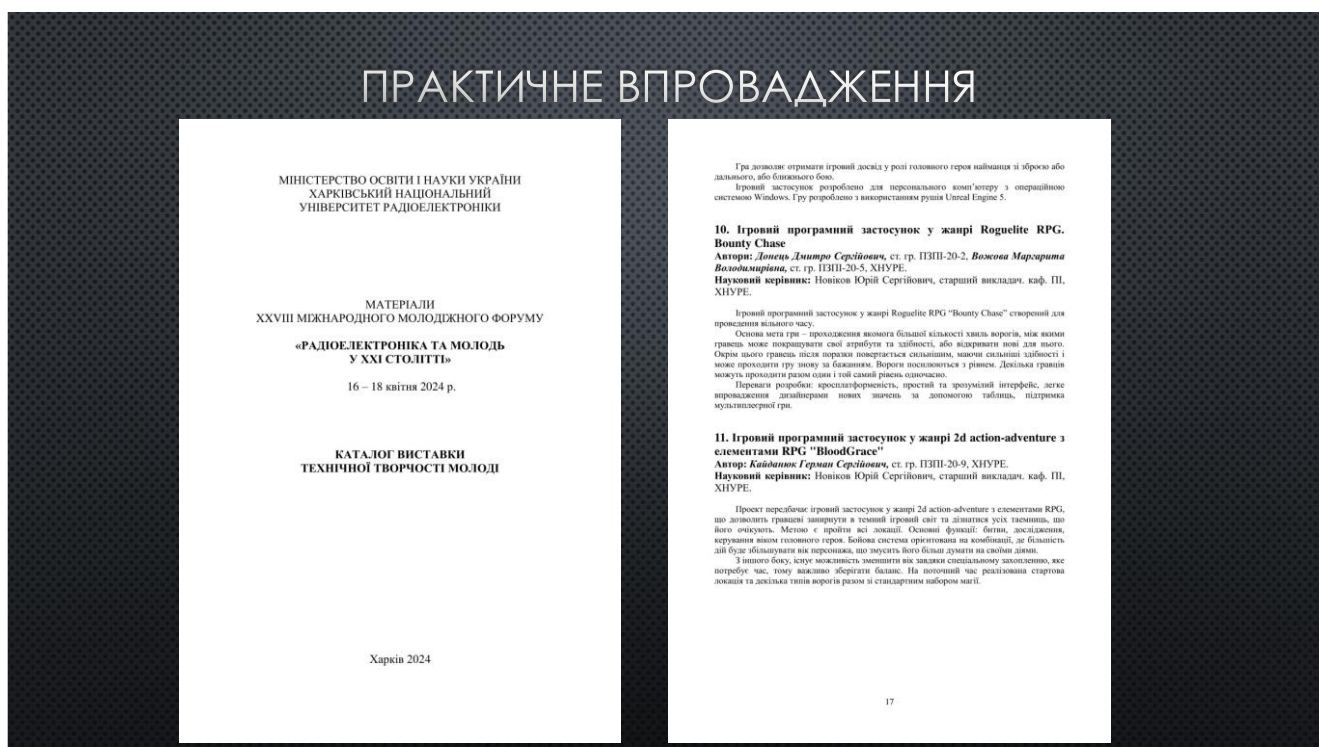 ПРАКТИЧНЕ ВПРОВАДЖЕННЯ
МІНІСТЕРСТВО ОСВІТИ І НАУКИ УКРАЇНИ
ХАРКІВСЬКИЙ НАЦІОНАЛЬНИЙ
УНІВЕРСИТЕТ РАДІОЕЛЕКТРОНІКИ
МАТЕРІАЛИ
XXVIII МІЖНАРОДНОГО МОЛОДІЖНОГО ФОРУМУ
«РАДІОЕЛЕКТРОНІКА ТА МОЛОДЬ
У XXI СТОЛІТТІ»
16 – 18 квітня 2024 р.
КАТАЛОГ ВИСТАВКИ
ТЕХНІЧНОЇ ТВОРЧОСТІ МОЛОДІ
Харків 2024
Гра дозволяє отримати ігровий досвід у ролі головного героя найманця зі зброєю або
дальнього, або ближнього бою.
Ігровий застосунок розроблено для персонального комп’ютеру з операційною
системою Windows. Гру розроблено з використанням рушія Unreal Engine 5.
10. Ігровий програмний застосунок у жанрі Roguelite RPG.
Bounty Chase
Автори: Донець Дмитро Сергійович, ст. гр. ПЗПІ-20-2, Вожова Маргарита
Володимирівна, ст. гр. ПЗПІ-20-5, ХНУРЕ.
Науковий керівник: Новіков Юрій Сергійович, старший викладач. каф. ПІ,
ХНУРЕ.
Ігровий програмний застосунок у жанрі Roguelite RPG “Bounty Chase” створений для
проведення вільного часу.
Основа мета гри – проходження якомога більшої кількості хвиль ворогів, між якими
гравець може покращувати свої атрибути та здібності, або відкривати нові для нього.
Окрім цього гравець після поразки повертається сильнішим, маючи сильніші здібності і
може проходити гру знову за бажанням. Вороги посилюються з рівнем. Декілька гравців
можуть проходити разом один і той самий рівень одночасно.
Переваги розробки: кросплатформеність, простий та зрозумілий інтерфейс, легке
впровадження дизайнерами нових значень за допомогою таблиць, підтримка
мультиплеєрної гри.
11. Ігровий програмний застосунок у жанрі 2d action-adventure з
елементами RPG "BloodGrace"
Автор: Кайданюк Герман Сергійович, ст. гр. ПЗПІ-20-9, ХНУРЕ.
Науковий керівник: Новіков Юрій Сергійович, старший викладач. каф. ПІ,
ХНУРЕ.
Проект передбачає ігровий застосунок у жанрі 2d action-adventure з елементами RPG,
що дозволить гравцеві занирнути в темний ігровий світ та дізнатися усіх таємниць, що
його очікують. Метою є пройти всі локації. Основні функції: битви, дослідження,
керування віком головного героя. Бойова система орієнтована на комбінації, де більшість
дій буде збільшувати вік персонажа, що змусить його більш думати на своїми діями.
З іншого боку, існує можливість зменшити вік завдяки спеціальному захопленню, яке
потребує час, тому важливо зберігати баланс. На поточний час реалізована стартова
локація та декілька типів ворогів разом зі стандартним набором магії.
17